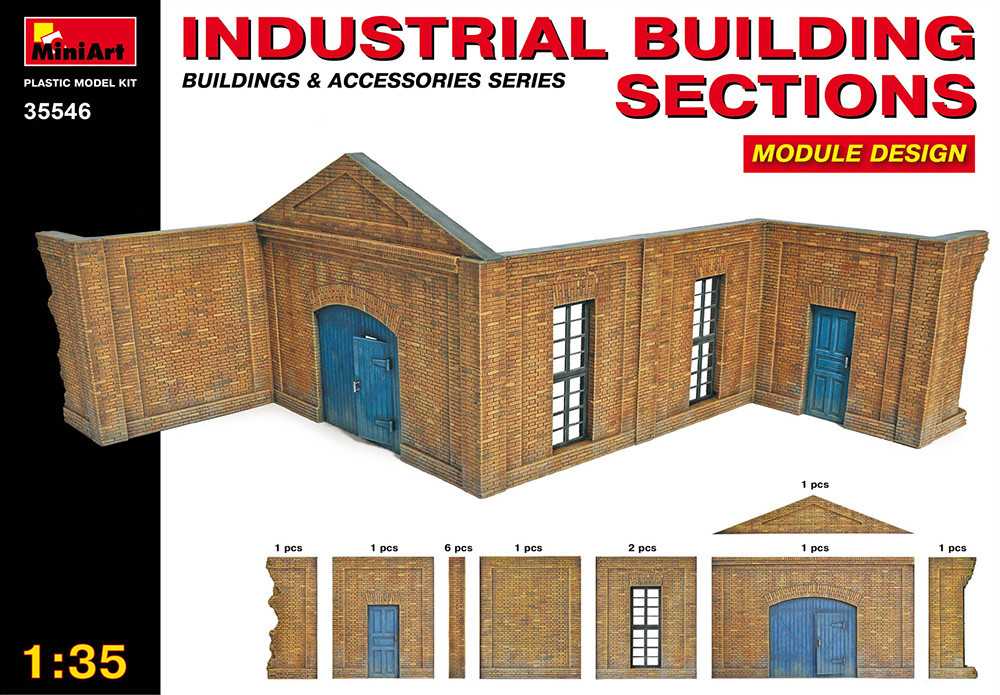 MiniArt
PLASTIC MODEL KIT
35546
INDUSTRIAL BUILDING
SECTIONS
BUILDINGS & ACCESSORIES SERIES
MODULE DESIGN
1 pcs
1 pcs
1 pcs
6 pcs
1 pcs
2 pcs
1 pcs
1 pcs
1:35